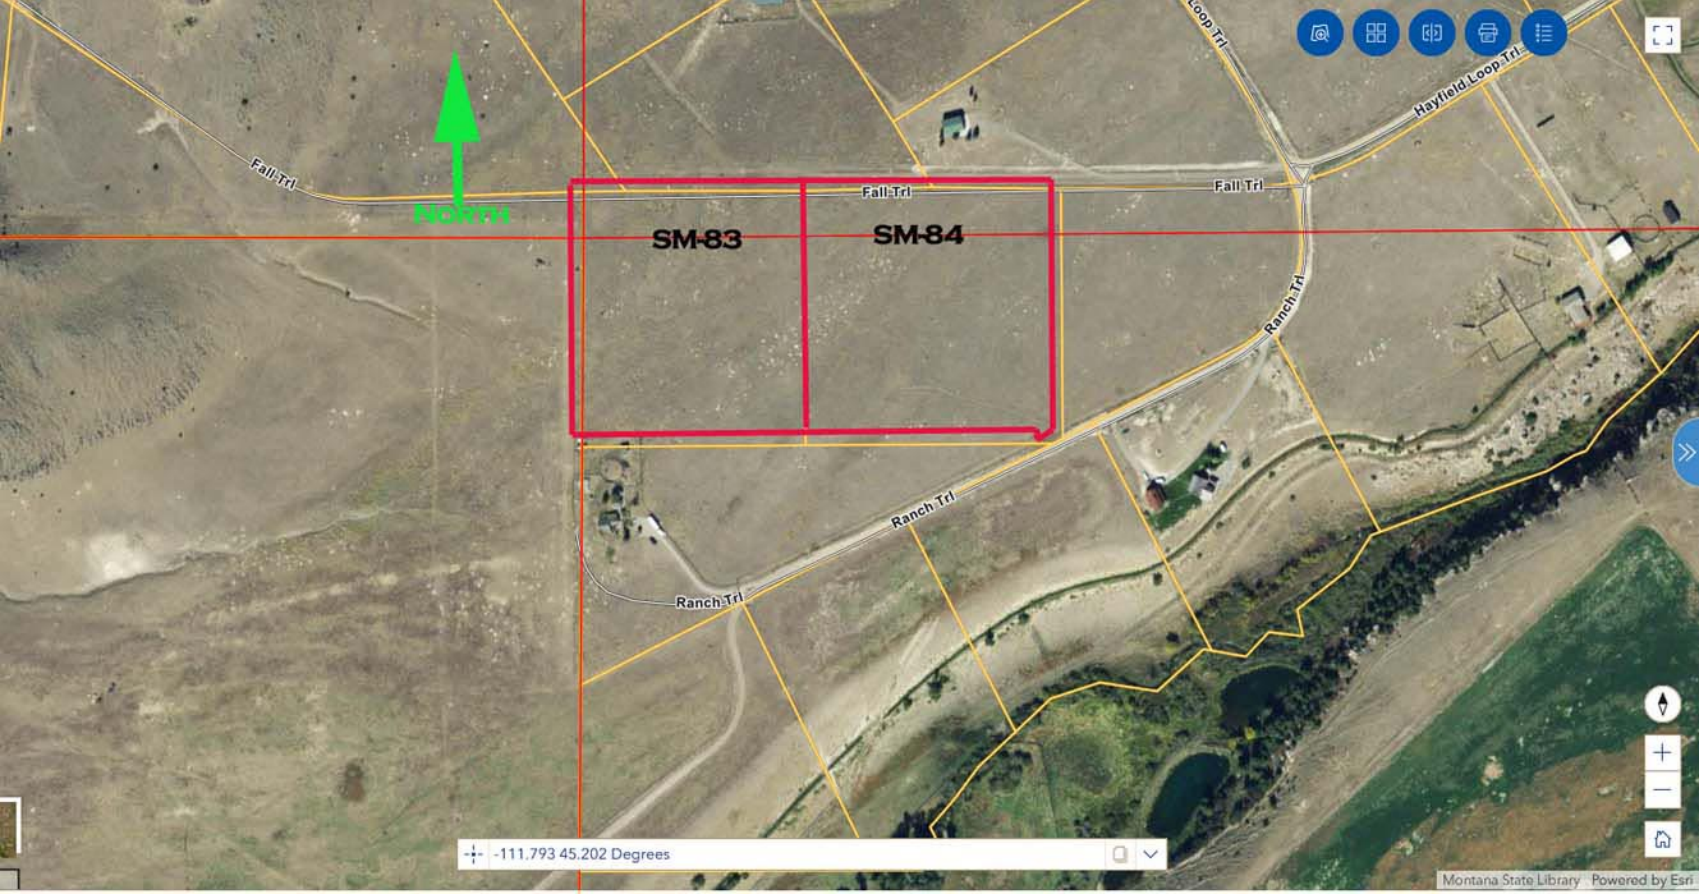 Loop Trl
Hayfield Loop Trl
Fall Trl
Fall Trl
Fall Trl
NORTH
SM-83
SM-84
Ranch Trl
Ranch Trl
Ranch Trl
-111.793 45.202 Degrees
Montana State Library Powered by Esri